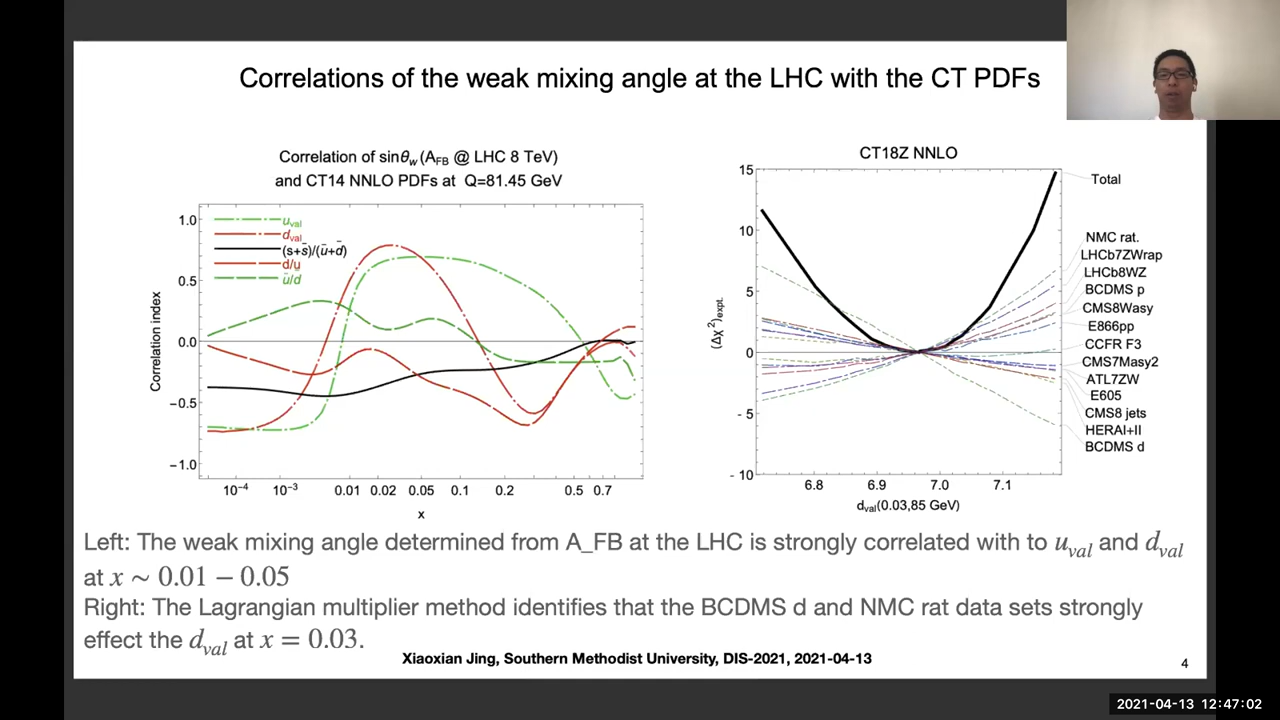 Correlations of the weak mixing angle at the LHC with the CT PDFs
Correlation of sinθw(AFB @ LHC 8 TeV)
and CT14 NNLO PDFs at Q=81.45 GeV
1.0
0.5
0.0
−0.5
−1.0
Correlation index
uval
dval
(s+s̄)/(ū+d̄)
d/u
ū/d̄
10⁻⁴ 10⁻³ 0.01 0.02 0.05 0.1 0.2 0.5 0.7
x
CT18Z NNLO
15
10
5
0
-5
-10
(Δχ²)expt.
6.8 6.9 7.0 7.1
dval(0.03,85 GeV)
Total
NMC rat.
LHCb7ZWrap
LHCb8WZ
BCDMS p
CMS8Wasy
E866pp
CCFR F3
CMS7Masy2
ATL7ZW
E605
CMS8 jets
HERAI+II
BCDMS d
Left: The weak mixing angle determined from A_FB at the LHC is strongly correlated with to uval and dval
at x ∼ 0.01 − 0.05
Right: The Lagrangian multiplier method identifies that the BCDMS d and NMC rat data sets strongly
effect the dval at x = 0.03.
Xiaoxian Jing, Southern Methodist University, DIS-2021, 2021-04-13
4
2021-04-13 12:47:02